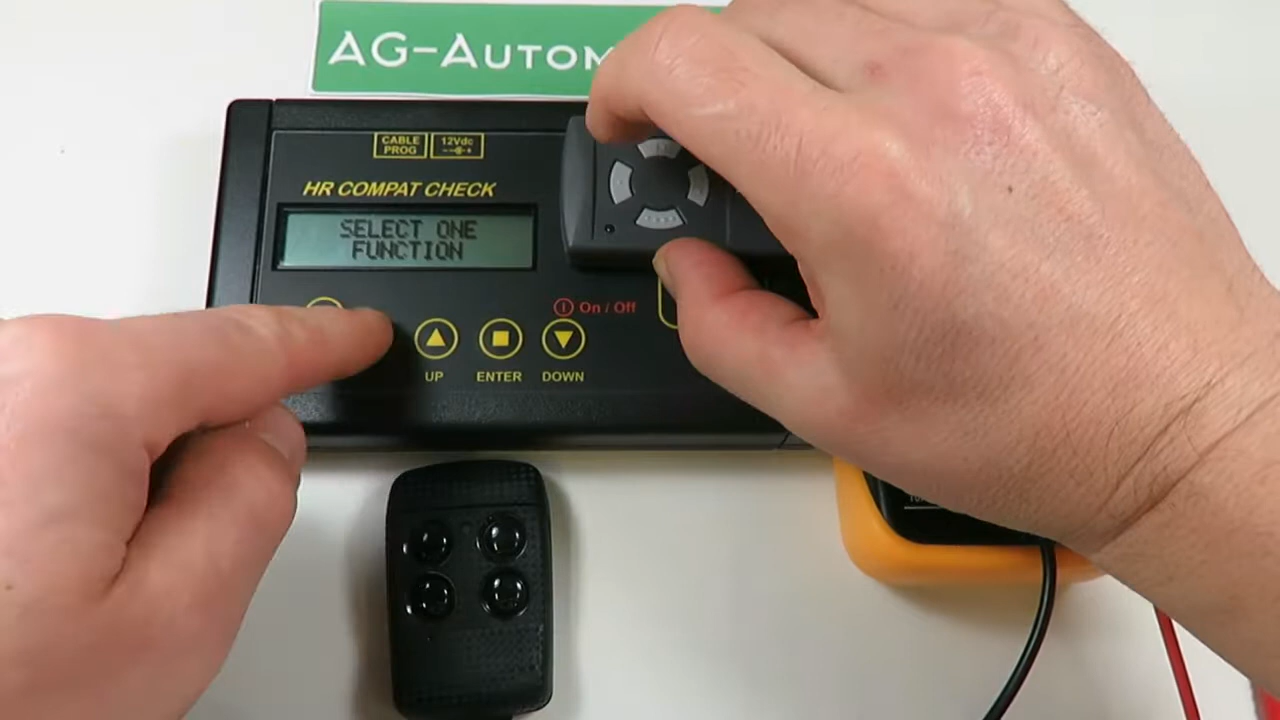 AG-Autom
CABLE PROG
12Vdc
HR COMPAT CHECK
SELECT ONE
FUNCTION
On / Off
UP
ENTER
DOWN